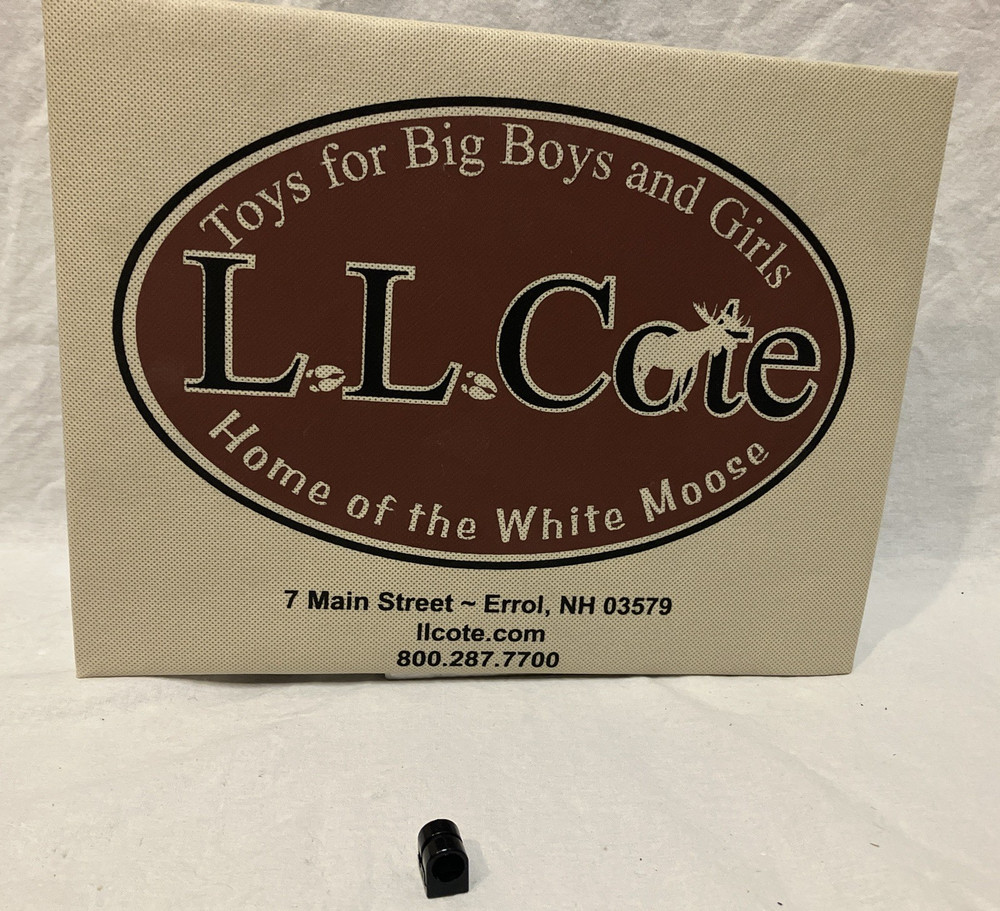 Toys for Big Boys and Girls
L.L.Cote
Home of the White Moose
7 Main Street ~ Errol, NH 03579
llcote.com
800.287.7700